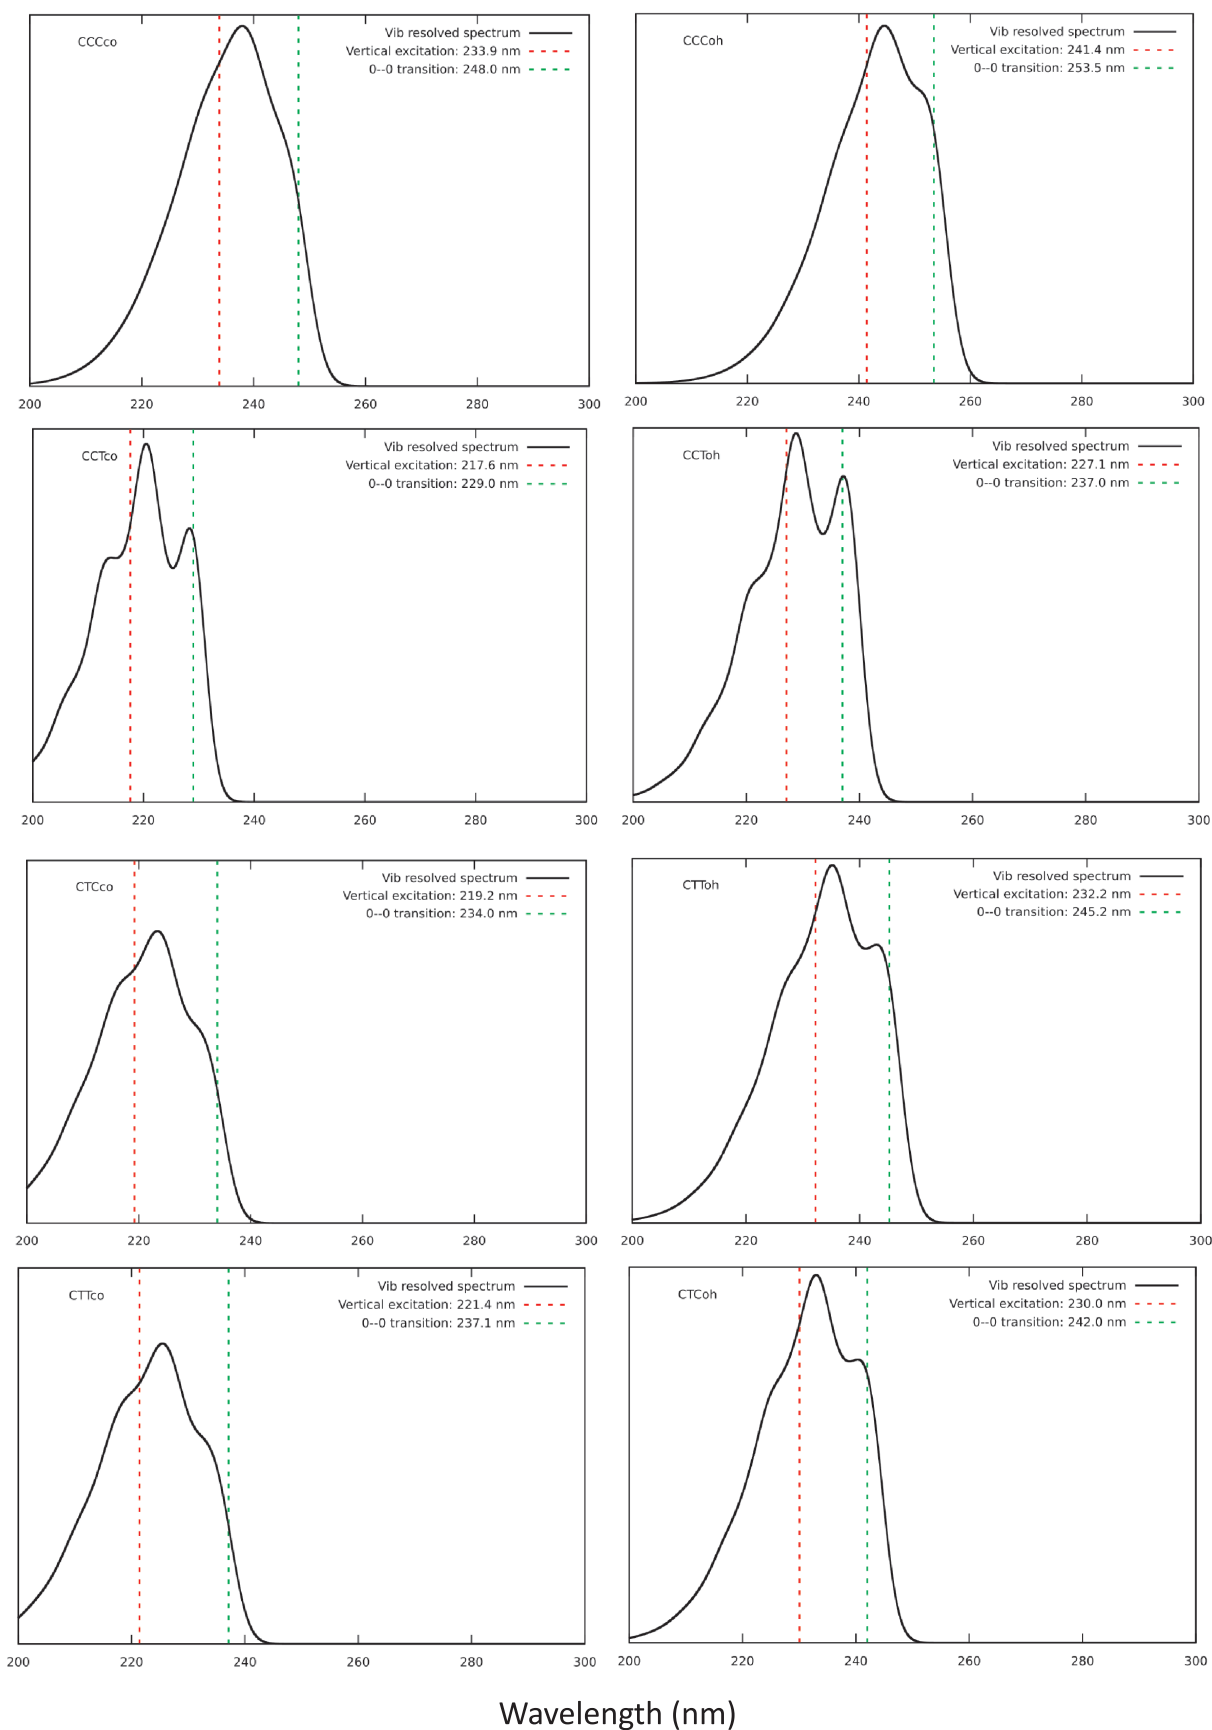 CCCco
Vib resolved spectrum
Vertical excitation: 233.9 nm
0--0 transition: 248.0 nm
200 220 240 260 280 300
CCCoh
Vib resolved spectrum
Vertical excitation: 241.4 nm
0--0 transition: 253.5 nm
200 220 240 260 280 300
CCTco
Vib resolved spectrum
Vertical excitation: 217.6 nm
0--0 transition: 229.0 nm
200 220 240 260 280 300
CCToh
Vib resolved spectrum
Vertical excitation: 227.1 nm
0--0 transition: 237.0 nm
200 220 240 260 280 300
CTCco
Vib resolved spectrum
Vertical excitation: 219.2 nm
0--0 transition: 234.0 nm
200 220 240 260 280 300
CTToh
Vib resolved spectrum
Vertical excitation: 232.2 nm
0--0 transition: 245.2 nm
200 220 240 260 280 300
CTTco
Vib resolved spectrum
Vertical excitation: 221.4 nm
0--0 transition: 237.1 nm
200 220 240 260 280 300
CTCoh
Vib resolved spectrum
Vertical excitation: 230.0 nm
0--0 transition: 242.0 nm
200 220 240 260 280 300
Wavelength (nm)